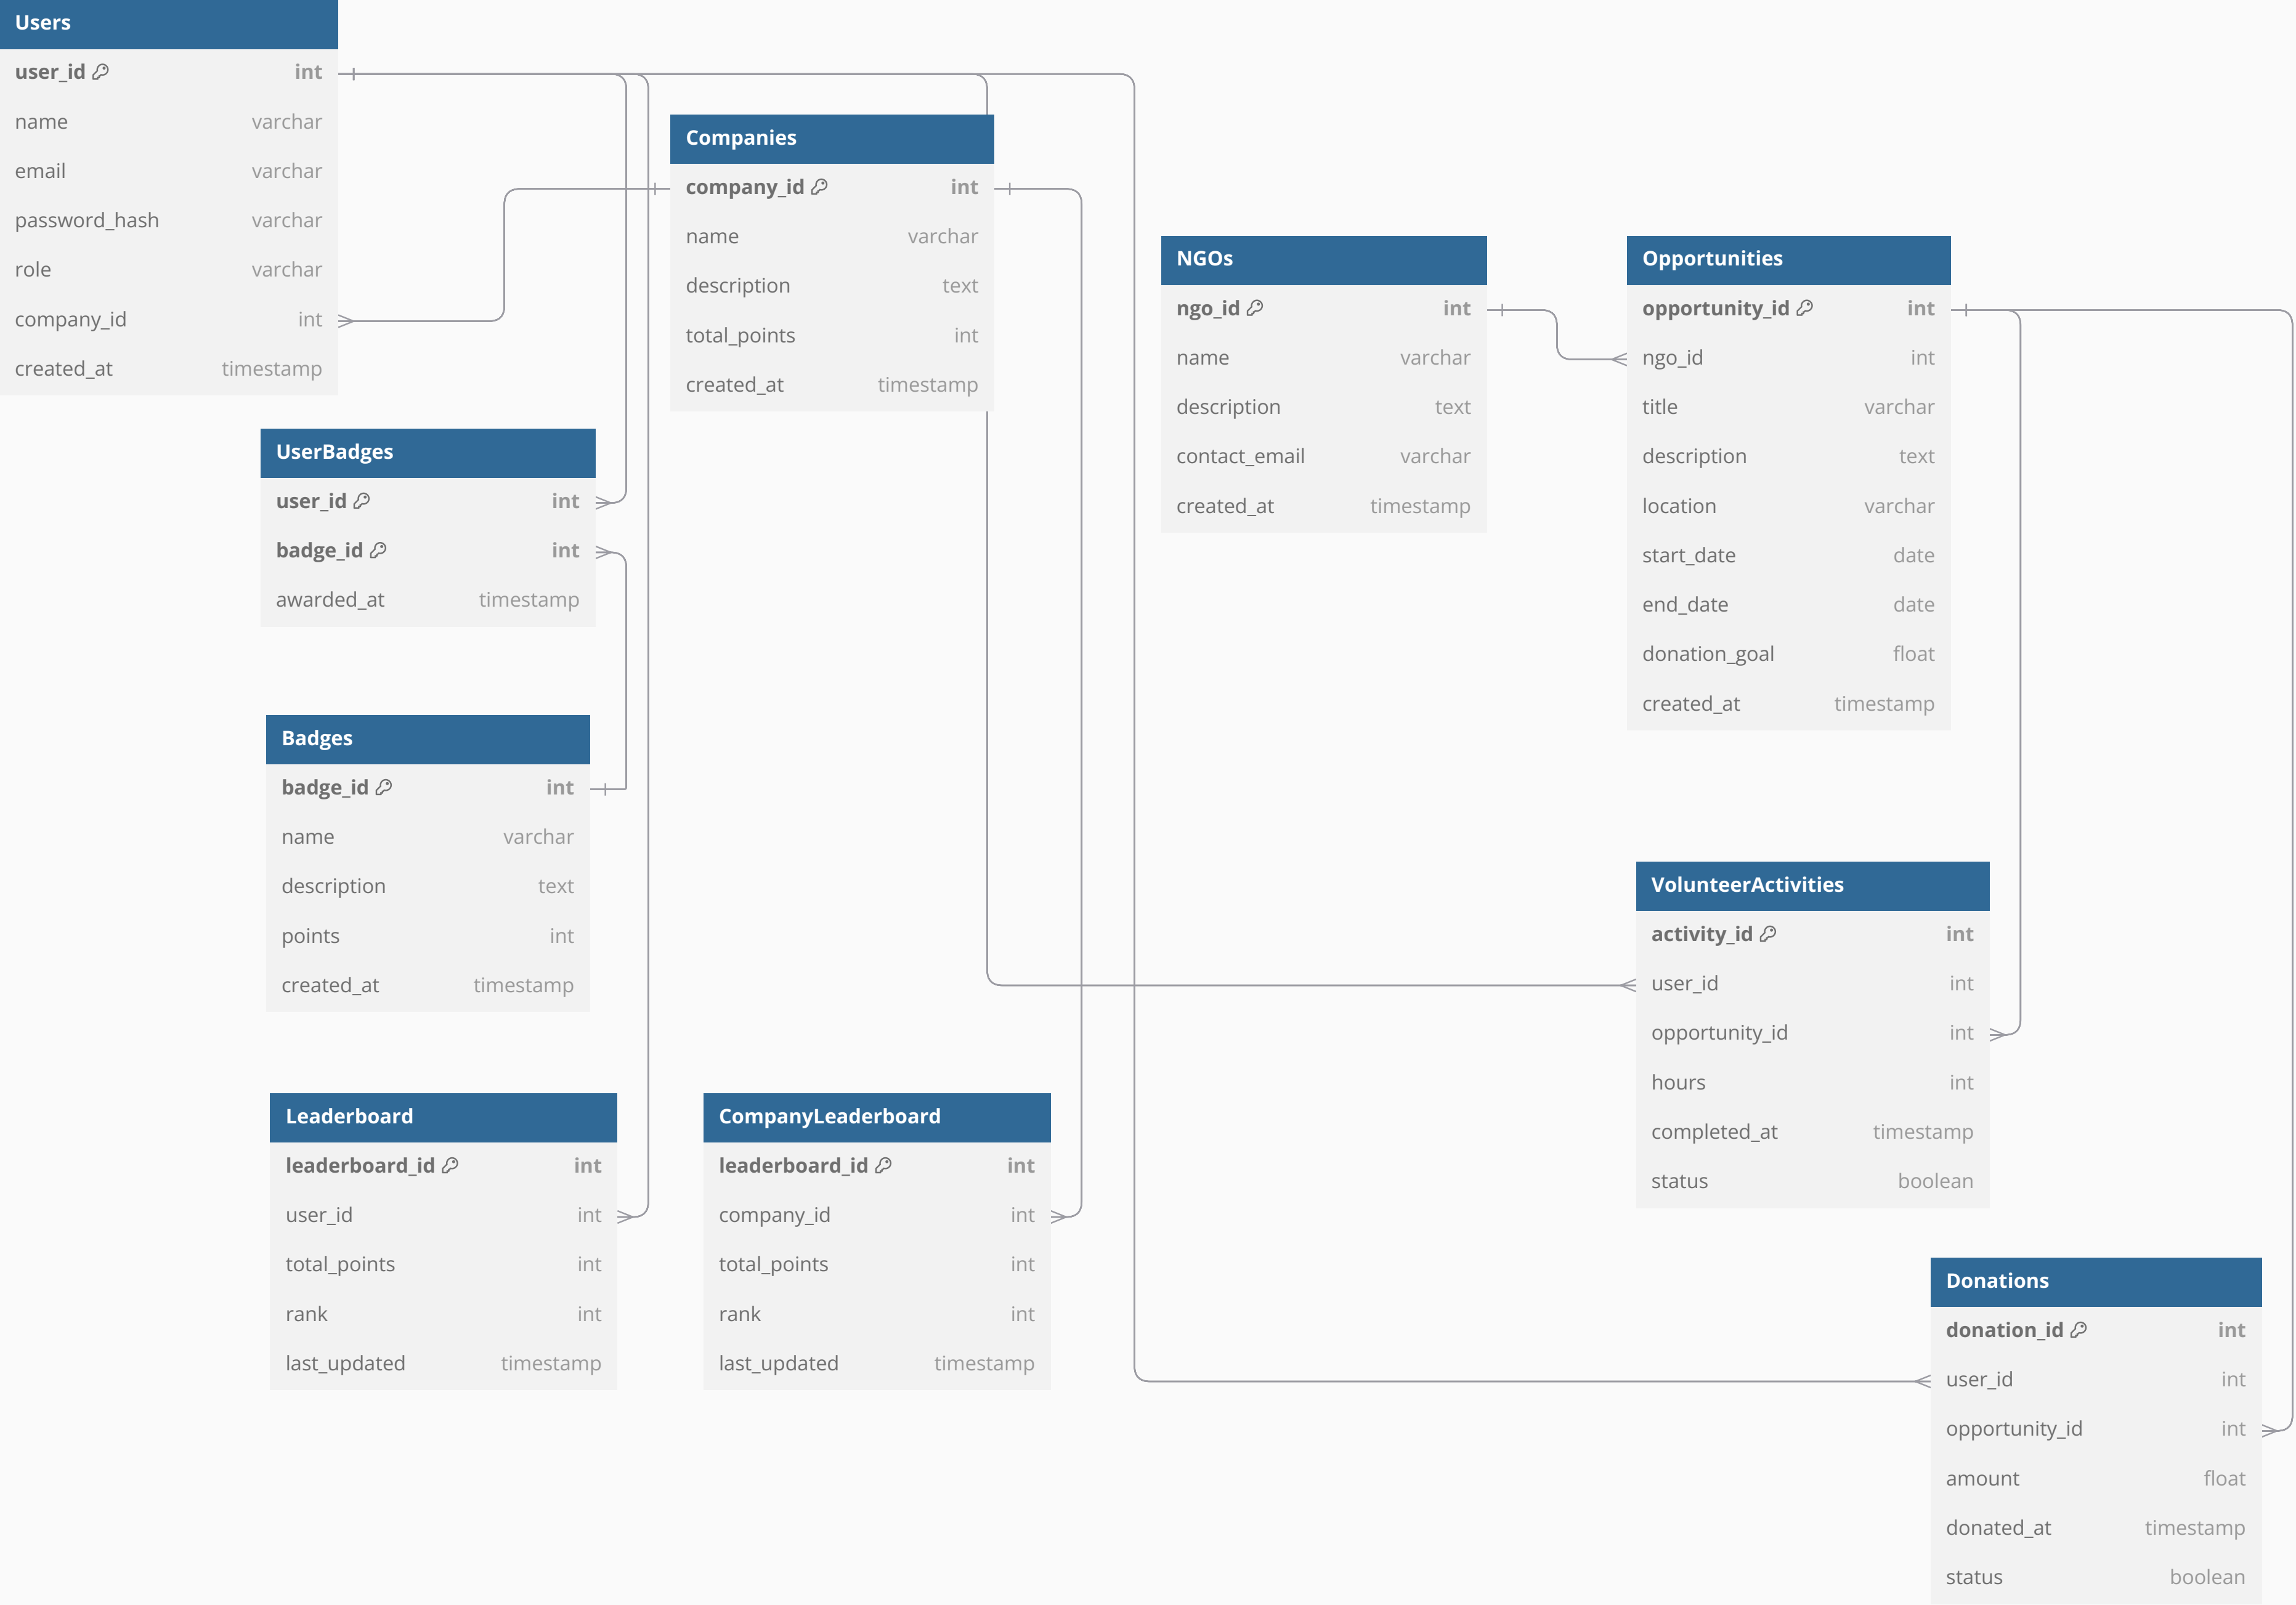 Users
user_id int
name varchar
email varchar
password_hash varchar
role varchar
company_id int
created_at timestamp
Companies
company_id int
name varchar
description text
total_points int
created_at timestamp
NGOs
ngo_id int
name varchar
description text
contact_email varchar
created_at timestamp
Opportunities
opportunity_id int
ngo_id int
title varchar
description text
location varchar
start_date date
end_date date
donation_goal float
created_at timestamp
UserBadges
user_id int
badge_id int
awarded_at timestamp
Badges
badge_id int
name varchar
description text
points int
created_at timestamp
VolunteerActivities
activity_id int
user_id int
opportunity_id int
hours int
completed_at timestamp
status boolean
Leaderboard
leaderboard_id int
user_id int
total_points int
rank int
last_updated timestamp
CompanyLeaderboard
leaderboard_id int
company_id int
total_points int
rank int
last_updated timestamp
Donations
donation_id int
user_id int
opportunity_id int
amount float
donated_at timestamp
status boolean